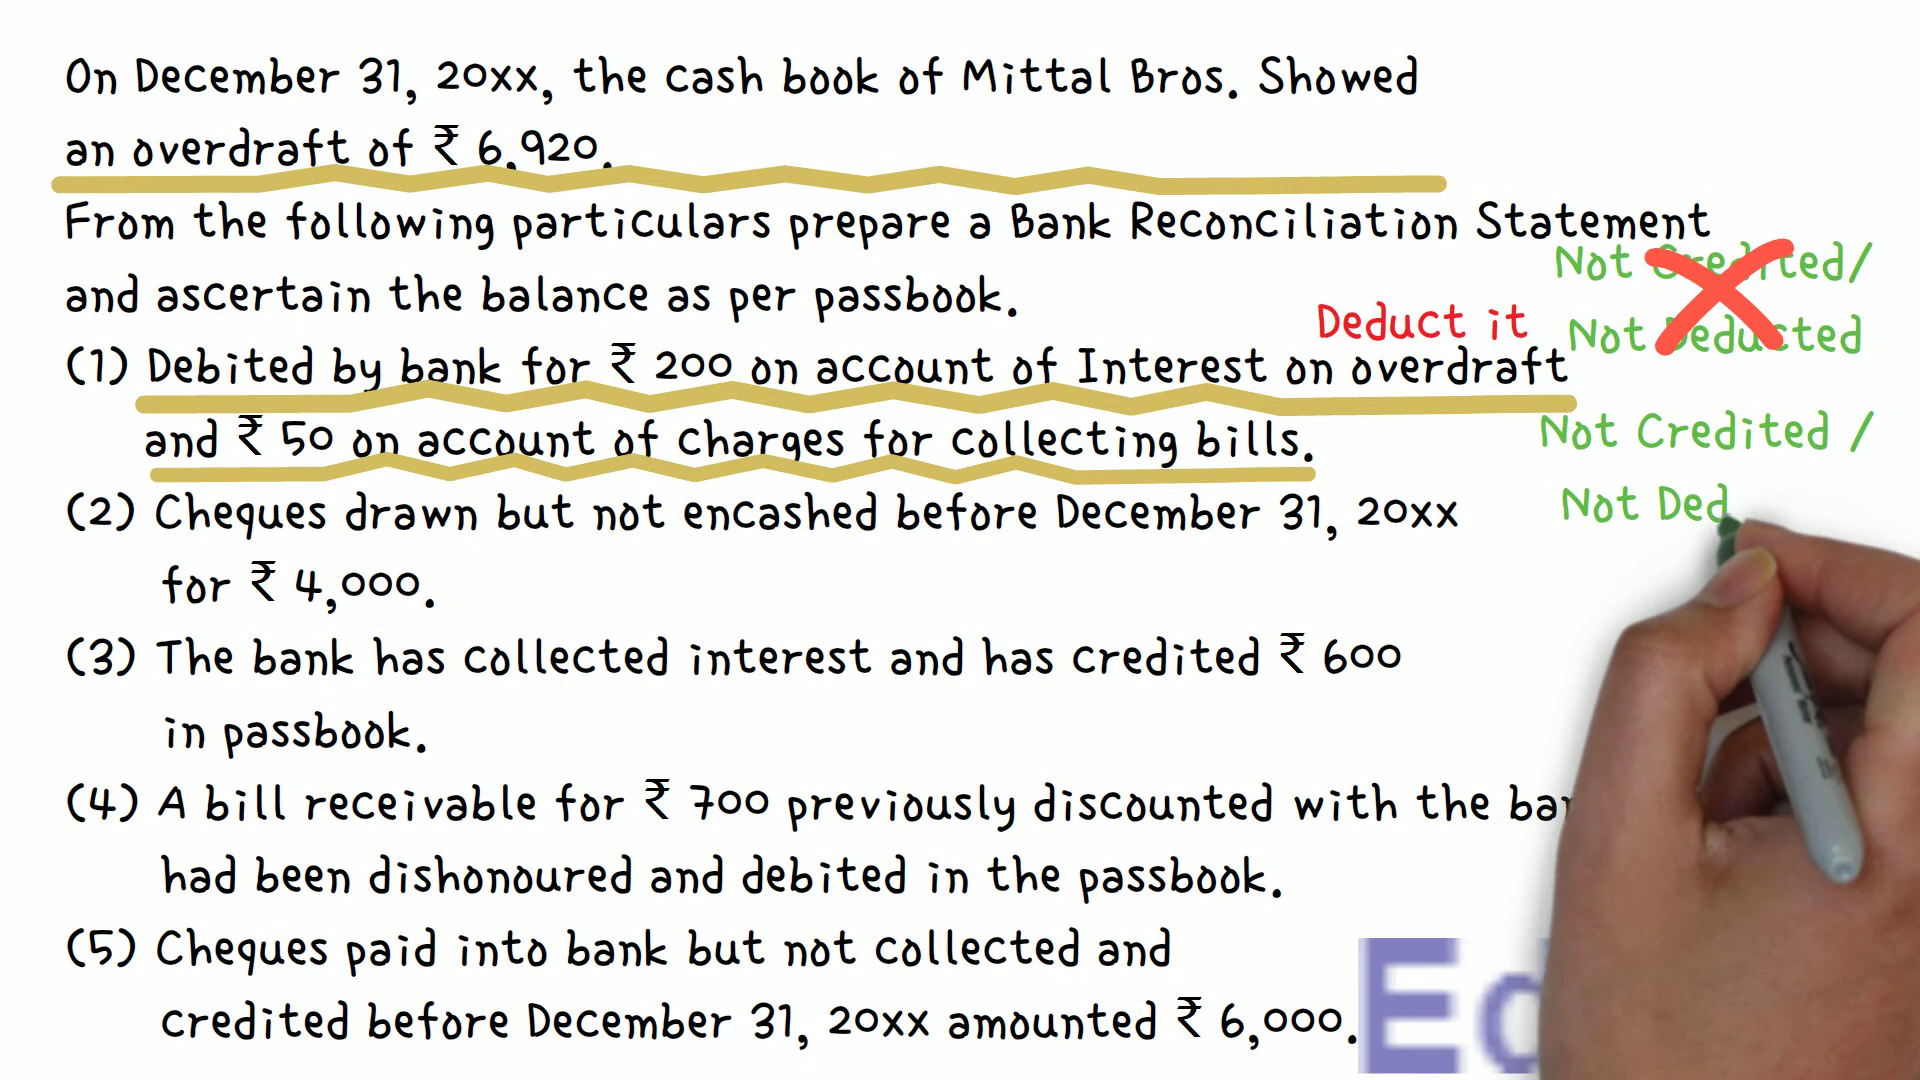 On December 31, 20xx, the cash book of Mittal Bros. Showed
an overdraft of ₹ 6,920.
From the following particulars prepare a Bank Reconciliation Statement
Not Credited/
and ascertain the balance as per passbook.
Deduct it
Not Deducted
(1) Debited by bank for ₹ 200 on account of Interest on overdraft
and ₹ 50 on account of charges for collecting bills.
Not Credited /
Not Ded
(2) Cheques drawn but not encashed before December 31, 20xx
for ₹ 4,000.
(3) The bank has collected interest and has credited ₹ 600
in passbook.
(4) A bill receivable for ₹ 700 previously discounted with the
had been dishonoured and debited in the passbook.
(5) Cheques paid into bank but not collected and
credited before December 31, 20xx amounted ₹ 6,000.